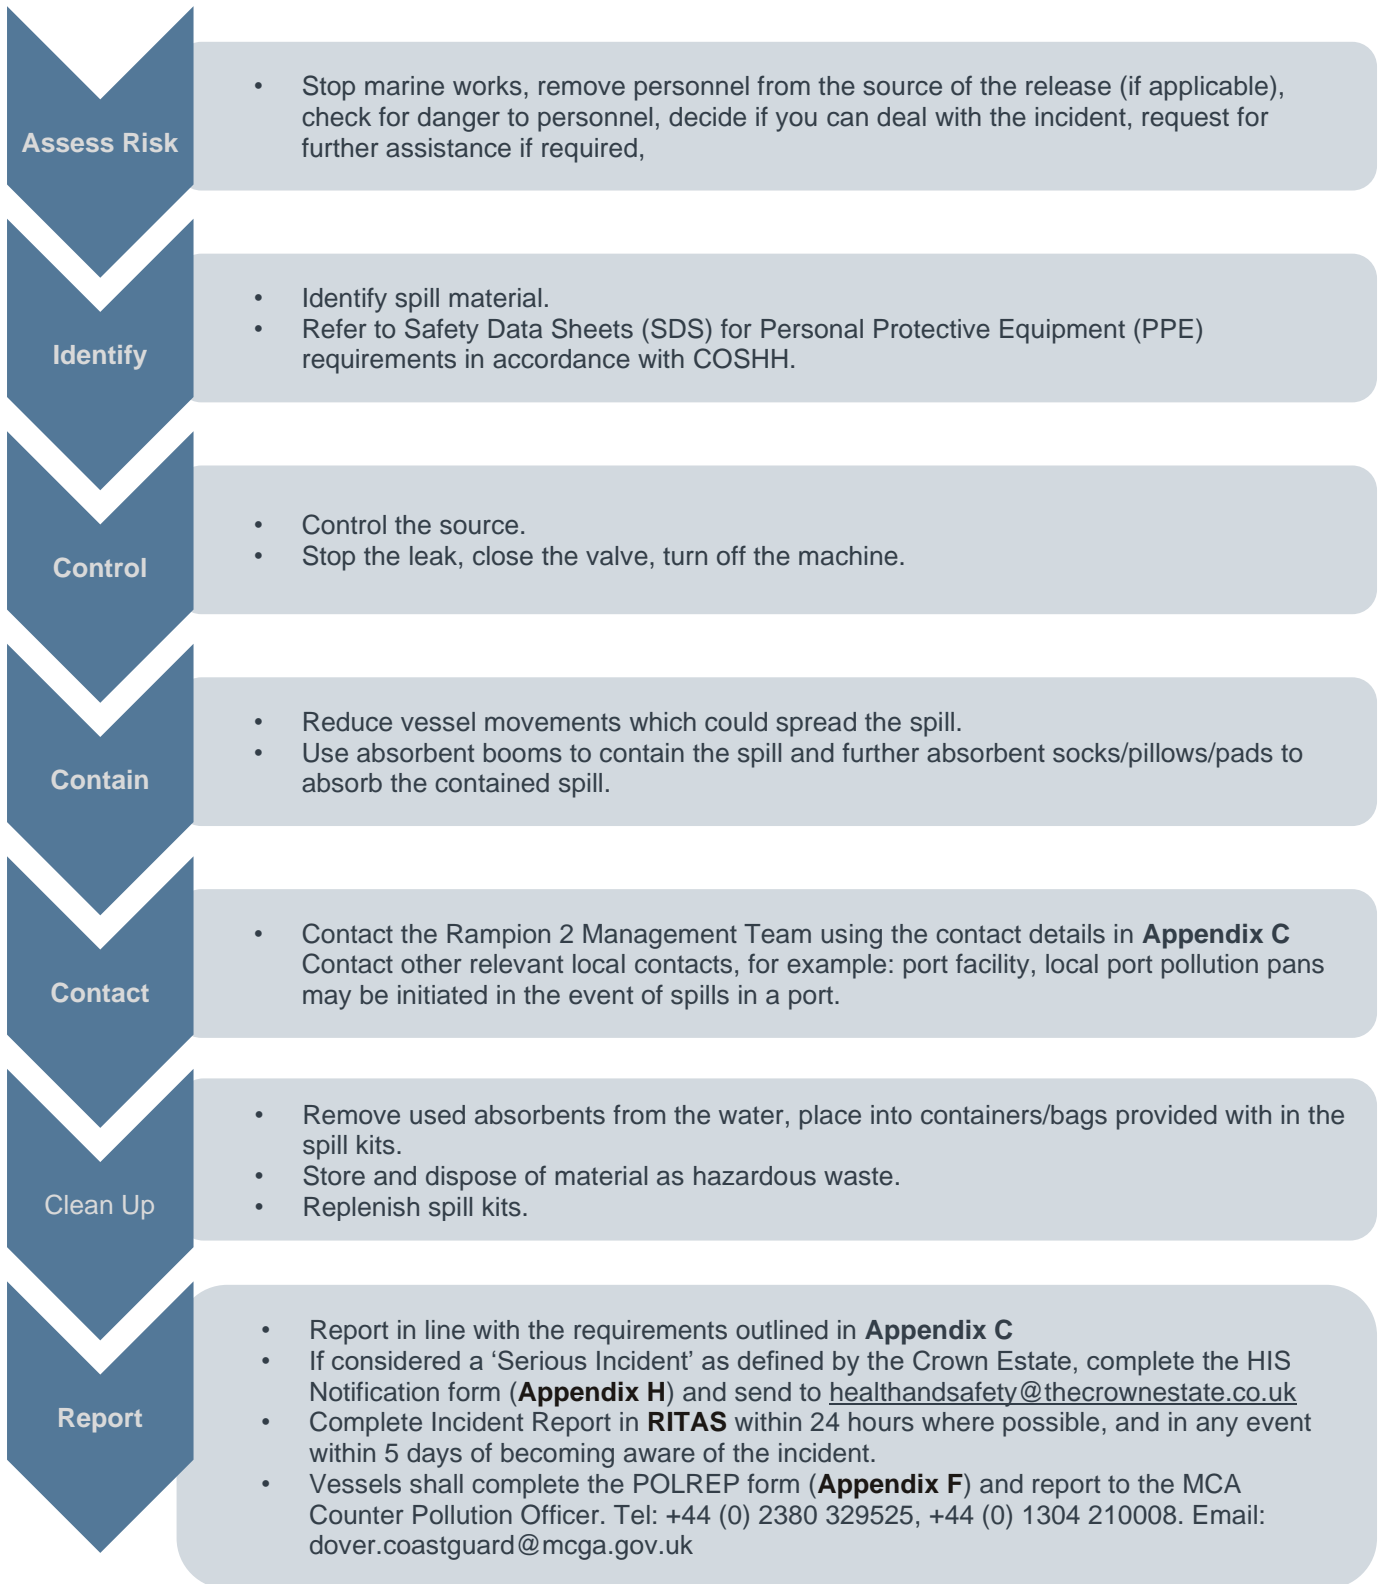 Assess Risk
• Stop marine works, remove personnel from the source of the release (if applicable),
check for danger to personnel, decide if you can deal with the incident, request for
further assistance if required,
Identify
• Identify spill material.
• Refer to Safety Data Sheets (SDS) for Personal Protective Equipment (PPE)
requirements in accordance with COSHH.
Control
• Control the source.
• Stop the leak, close the valve, turn off the machine.
Contain
• Reduce vessel movements which could spread the spill.
• Use absorbent booms to contain the spill and further absorbent socks/pillows/pads to
absorb the contained spill.
Contact
• Contact the Rampion 2 Management Team using the contact details in Appendix C
Contact other relevant local contacts, for example: port facility, local port pollution pans
may be initiated in the event of spills in a port.
Clean Up
• Remove used absorbents from the water, place into containers/bags provided with in the
spill kits.
• Store and dispose of material as hazardous waste.
• Replenish spill kits.
Report
• Report in line with the requirements outlined in Appendix C
• If considered a ‘Serious Incident’ as defined by the Crown Estate, complete the HIS
Notification form (Appendix H) and send to healthandsafety@thecrownestate.co.uk
• Complete Incident Report in RITAS within 24 hours where possible, and in any event
within 5 days of becoming aware of the incident.
• Vessels shall complete the POLREP form (Appendix F) and report to the MCA
Counter Pollution Officer. Tel: +44 (0) 2380 329525, +44 (0) 1304 210008. Email:
dover.coastguard@mcga.gov.uk